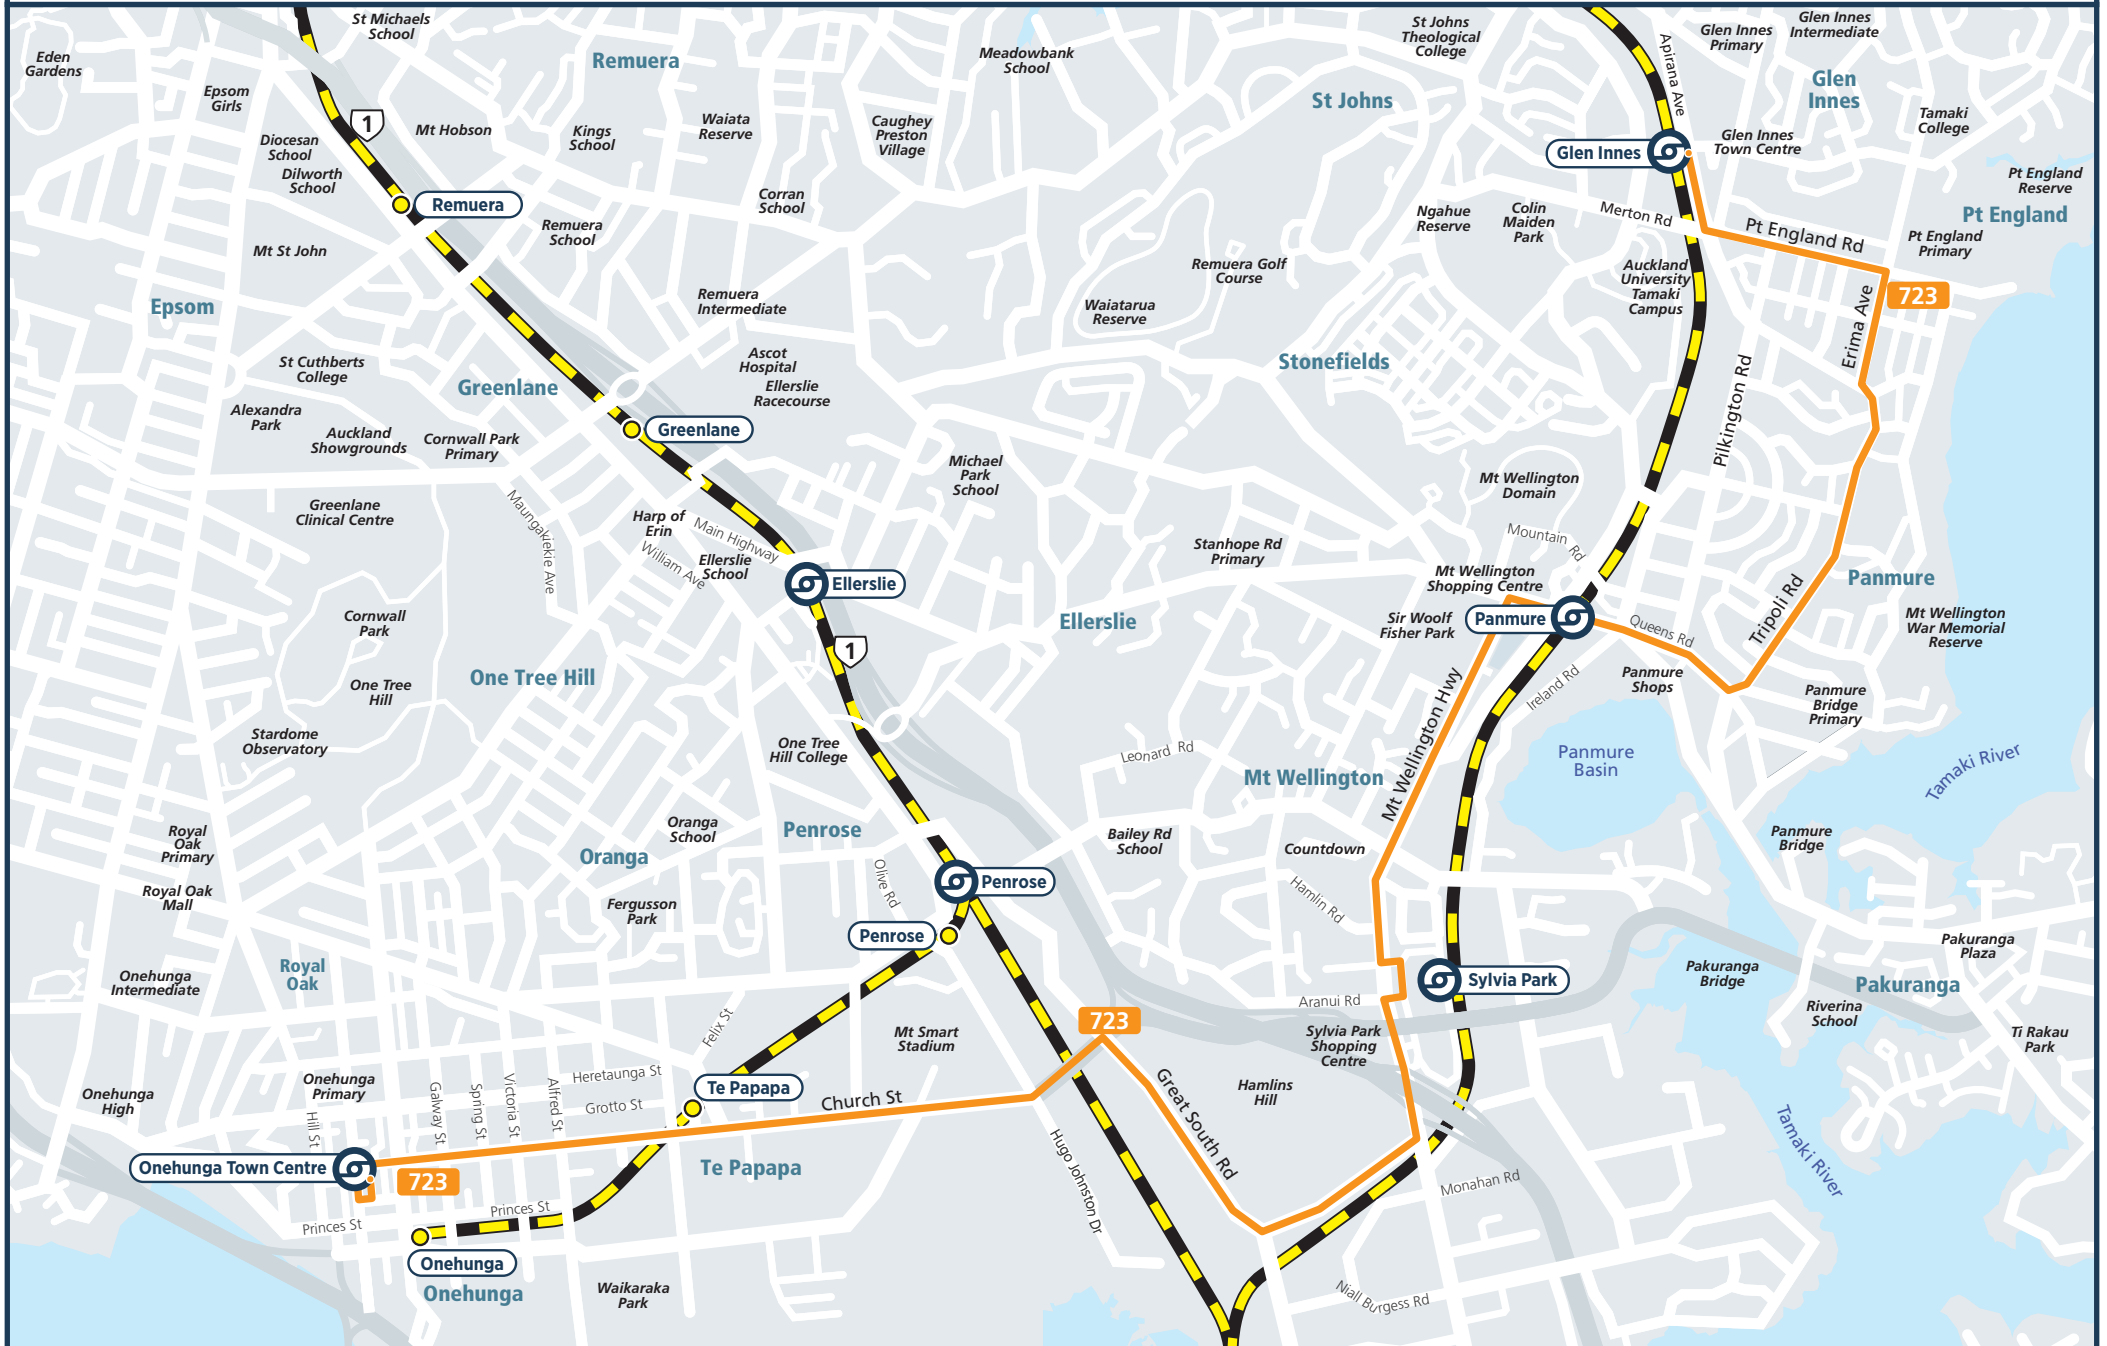 St Michaels
School
Eden
Gardens
Epsom
Girls
Remuera
Meadowbank
School
St Johns
Theological
College
Apirana Ave
Glen Innes
Primary
Glen Innes
Intermediate
Glen
Innes
1
Mt Hobson
Kings
School
Waiata
Reserve
Caughey
Preston
Village
St Johns
Tamaki
College
Diocesan
School
Dilworth
School
Glen Innes
Glen Innes
Town Centre
Pt England
Reserve
Remuera
Corran
School
Remuera
School
Ngahue
Reserve
Colin
Maiden
Park
Merton Rd
Pt England Rd
Pt England
Pt England
Primary
Mt St John
Remuera Golf
Course
Auckland
University
Tamaki
Campus
723
Epsom
Remuera
Intermediate
Waiatarua
Reserve
Erima Ave
St Cuthberts
College
Greenlane
Ascot
Hospital
Ellerslie
Racecourse
Stonefields
Pilkington Rd
Alexandra
Park
Auckland
Showgrounds
Cornwall Park
Primary
Greenlane
Michael
Park
School
Mt Wellington
Domain
Greenlane
Clinical Centre
Maungakiekie Ave
Harp of
Erin
Main Highway
William Ave
Ellerslie
School
Stanhope Rd
Primary
Mountain Rd
Ellerslie
Mt Wellington
Shopping Centre
Panmure
Tripoli Rd
Cornwall
Park
Ellerslie
Sir Woolf
Fisher Park
Panmure
Queens Rd
Mt Wellington
War Memorial
Reserve
1
One Tree Hill
One Tree
Hill
Panmure
Shops
Ireland Rd
Panmure
Bridge
Primary
Stardome
Observatory
One Tree
Hill College
Leonard Rd
Mt Wellington
Mt Wellington Hwy
Panmure
Basin
Tamaki River
Royal
Oak
Primary
Oranga
School
Penrose
Oranga
Bailey Rd
School
Countdown
Panmure
Bridge
Royal Oak
Mall
Fergusson
Park
Olive Rd
Penrose
Hamlin Rd
Penrose
Onehunga
Intermediate
Royal
Oak
Sylvia Park
Pakuranga
Bridge
Pakuranga
Plaza
Pakuranga
Aranui Rd
Riverina
School
Felix St
Mt Smart
Stadium
723
Sylvia Park
Shopping
Centre
Ti Rakau
Park
Onehunga
High
Onehunga
Primary
Hill St
Galway St
Spring St
Victoria St
Alfred St
Heretaunga St
Grotto St
Te Papapa
Church St
Great South Rd
Hamlins
Hill
Tamaki River
Onehunga Town Centre
723
Te Papapa
Hugo Johnston Dr
Monahan Rd
Princes St
Princes St
Onehunga
Onehunga
Waikaraka
Park
Niall Burgess Rd